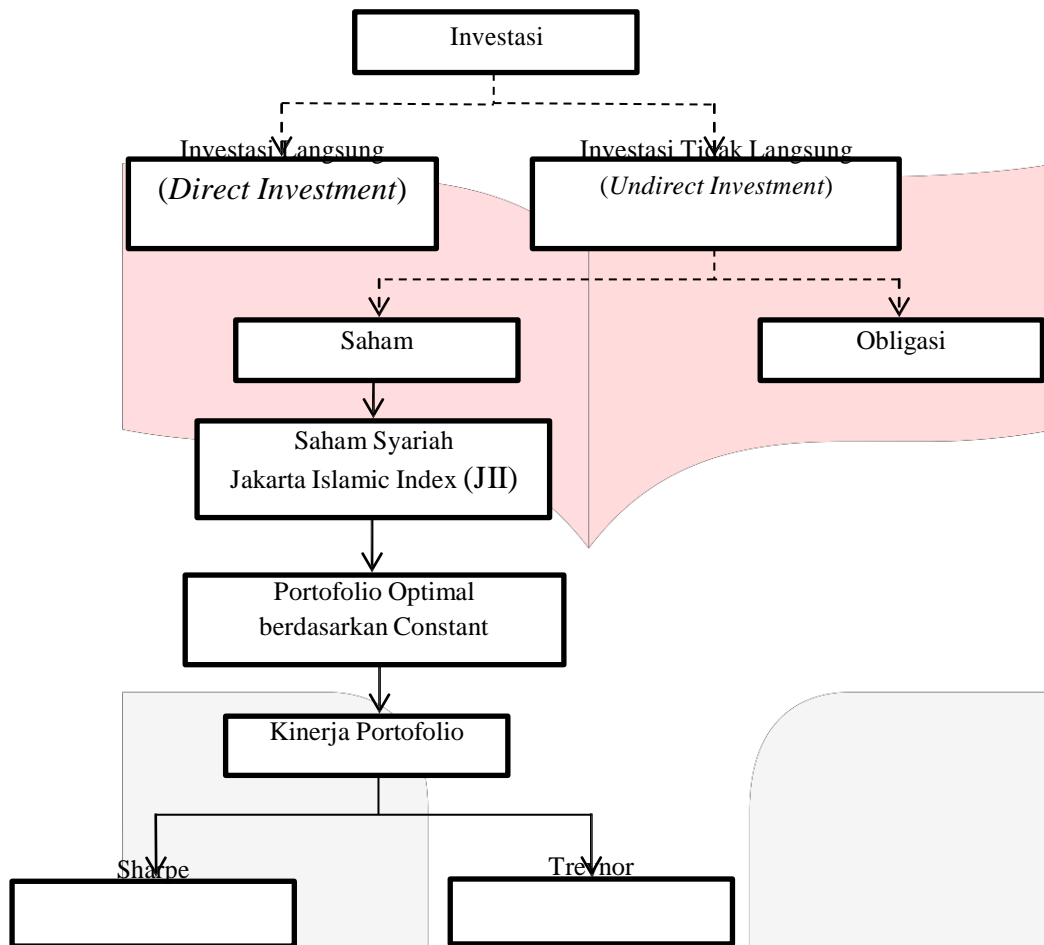 Investasi
Investasi Langsung
(Direct Investment)
Investasi Tidak Langsung
(Undirect Investment)
Saham
Obligasi
Saham Syariah
Jakarta Islamic Index (JII)
Portofolio Optimal
berdasarkan Constant
Kinerja Portofolio
Sharpe
Treynor